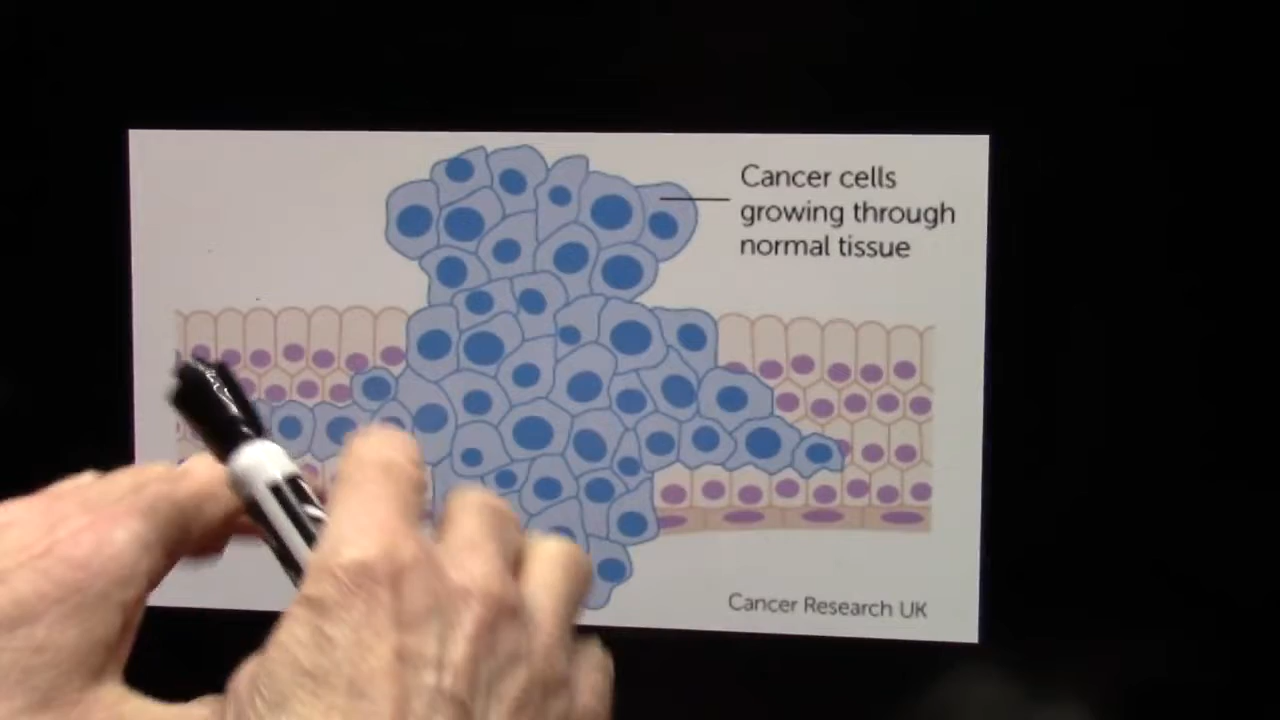 Cancer cells
growing through
normal tissue
Cancer Research UK